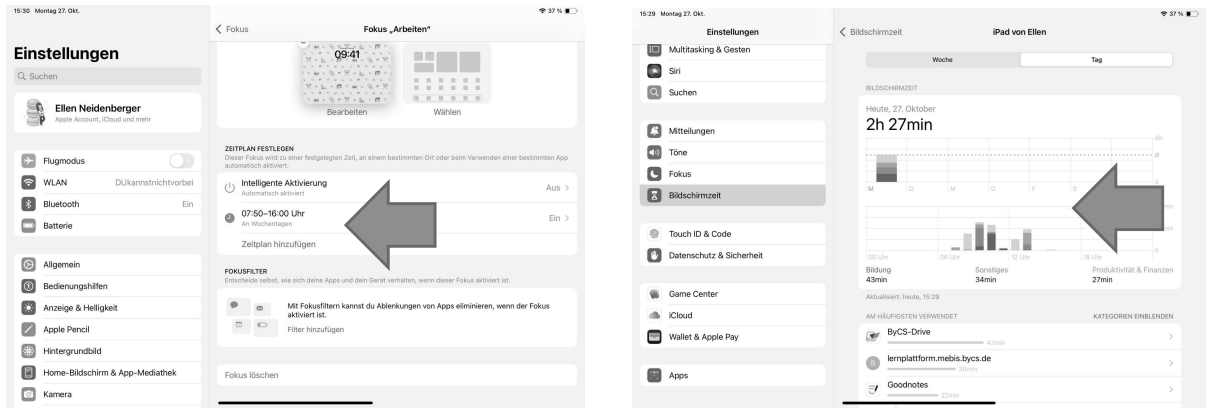 15:30 Montag 27. Okt.
37 %
Einstellungen
Suchen
Ellen Neidenberger
Apple Account, iCloud und mehr
Flugmodus
WLAN DUkannstnichtvorbei
Bluetooth Ein
Batterie
Allgemein
Bedienungshilfen
Anzeige & Helligkeit
Apple Pencil
Hintergrundbild
Home-Bildschirm & App-Mediathek
Kamera
Fokus
Fokus „Arbeiten“
09:41
Bearbeiten
Wählen
ZEITPLAN FESTLEGEN
Dieser Fokus wird zu einer festgelegten Zeit, an einem bestimmten Ort oder beim Verwenden einer bestimmten App
automatisch aktiviert.
Intelligente Aktivierung Aus
Automatisch aktiviert
07:50–16:00 Uhr Ein
An Wochentagen
Zeitplan hinzufügen
FOKUSFILTER
Entscheide selbst, wie sich deine Apps und dein Gerät verhalten, wenn dieser Fokus aktiviert ist.
Mit Fokusfiltern kannst du Ablenkungen von Apps eliminieren, wenn der Fokus
aktiviert ist.
Filter hinzufügen
Fokus löschen
15:29 Montag 27. Okt.
37 %
Einstellungen
Multitasking & Gesten
Siri
Suchen
Mitteilungen
Töne
Fokus
Bildschirmzeit
Touch ID & Code
Datenschutz & Sicherheit
Game Center
iCloud
Wallet & Apple Pay
Apps
Bildschirmzeit
iPad von Ellen
Woche Tag
BILDSCHIRMZEIT
Heute, 27. Oktober
2h 27min
4h
0
M D M D F S
0
00 Uhr 06 Uhr 12 Uhr 18 Uhr
Bildung Sonstiges Produktivität & Finanzen
43min 34min 27min
Aktualisiert: heute, 15:29
AM HÄUFIGSTEN VERWENDET KATEGORIEN EINBLENDEN
ByCS-Drive
42min
B
lernplattform.mebis.bycs.de
30min
Goodnotes
22min